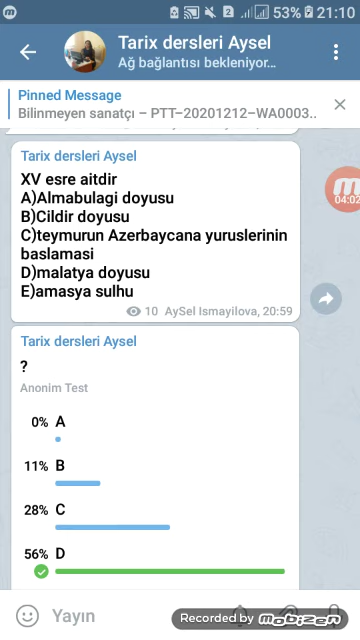 2 53% 21:10
Tarix dersleri Aysel
Ağ bağlantısı bekleniyor...
Pinned Message
Bilinmeyen sanatçı – PTT–20201212–WA0003..
Tarix dersleri Aysel
XV esre aitdir
A)Almabulagi doyusu
B)Cildir doyusu
C)teymurun Azerbaycana yuruslerinin
baslamasi
D)malatya doyusu
E)amasya sulhu
10 AySel Ismayilova, 20:59
04:02
Tarix dersleri Aysel
?
Anonim Test
0% A
11% B
28% C
56% D
Yayın
Recorded by mobizen